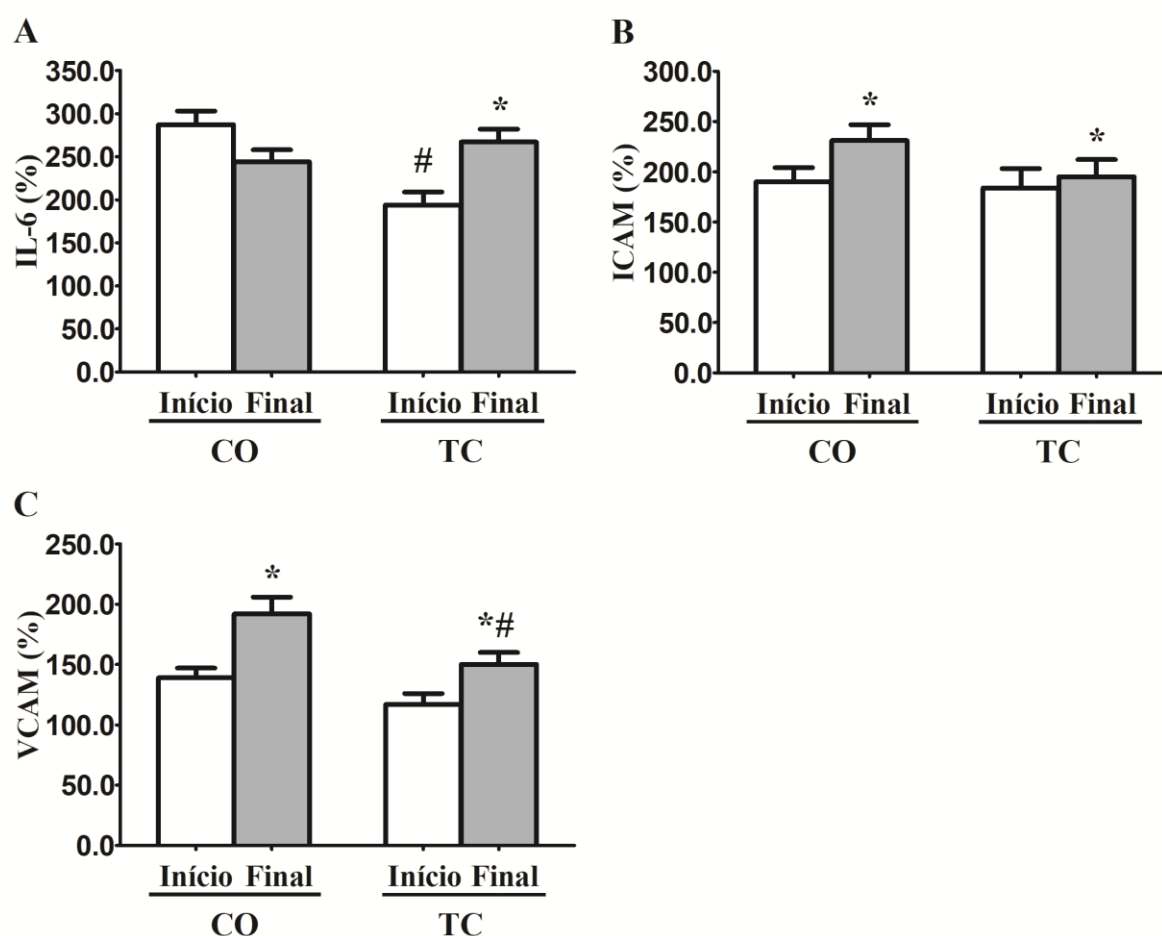 A
IL-6 (%)
350.0
300.0
250.0
200.0
150.0
100.0
50.0
0.0
#
*
Início Final Início Final
CO TC
B
ICAM (%)
300.0
250.0
200.0
150.0
100.0
50.0
0.0
*
*
Início Final Início Final
CO TC
C
VCAM (%)
250.0
200.0
150.0
100.0
50.0
0.0
*
*#
Início Final Início Final
CO TC